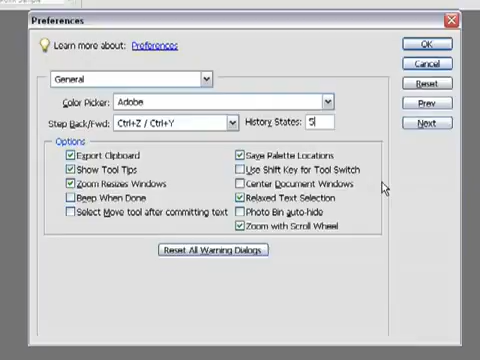 Preferences
Learn more about: Preferences
OK
Cancel
General
Reset
Color Picker: Adobe
Prev
Step Back/Fwd: Ctrl+Z / Ctrl+Y History States: 5
Next
Options
Export Clipboard Save Palette Locations
Show Tool Tips Use Shift Key for Tool Switch
Zoom Resizes Windows Center Document Windows
Beep When Done Relaxed Text Selection
Select Move tool after committing text Photo Bin auto-hide
Zoom with Scroll Wheel
Reset All Warning Dialogs